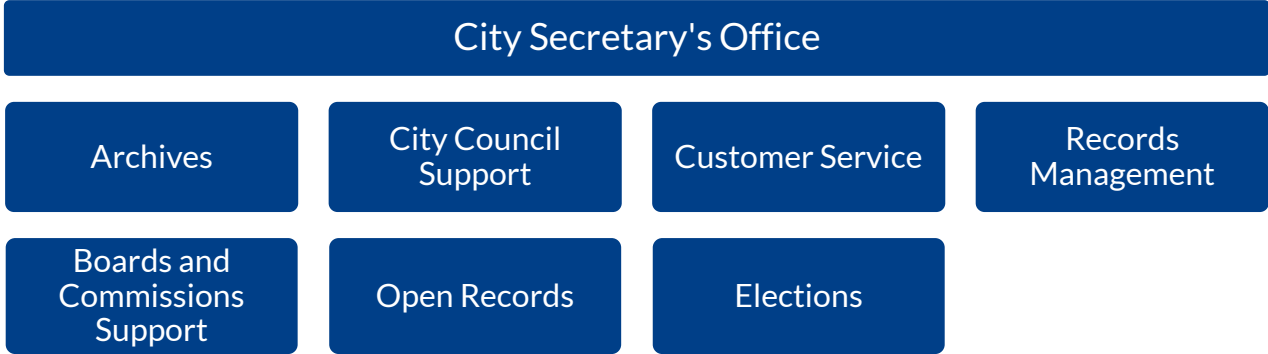 City Secretary's Office
Archives
City Council
Support
Customer Service
Records
Management
Boards and
Commissions
Support
Open Records
Elections